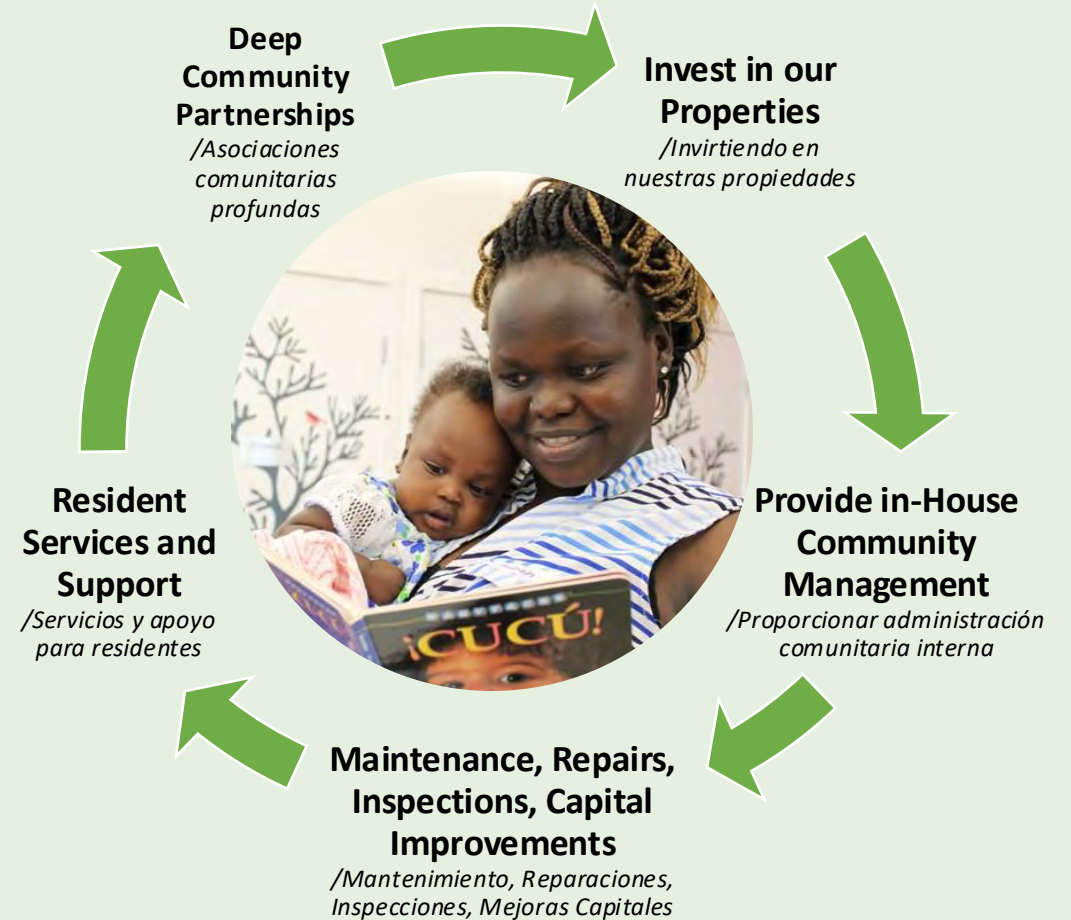 Deep
Community
Partnerships
/Asociaciones
comunitarias
profundas
Invest in our
Properties
/Invirtiendo en
nuestras propiedades
Provide in-House
Community
Management
/Proporcionar administración
comunitaria interna
Maintenance, Repairs,
Inspections, Capital
Improvements
/Mantenimiento, Reparaciones,
Inspecciones, Mejoras Capitales
Resident
Services and
Support
/Servicios y apoyo
para residentes
¡CUCÚ!